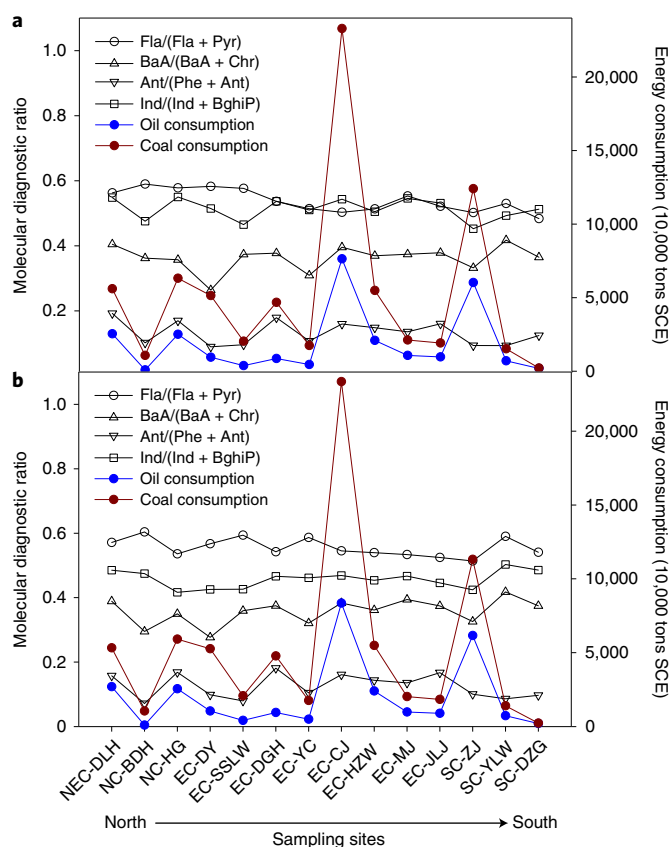 a
Fla/(Fla + Pyr)
BaA/(BaA + Chr)
Ant/(Phe + Ant)
Ind/(Ind + BghiP)
Oil consumption
Coal consumption
1.0
0.8
0.6
0.4
0.2
Molecular diagnostic ratio
20,000
15,000
10,000
5,000
0
Energy consumption (10,000 tons SCE)
b
Fla/(Fla + Pyr)
BaA/(BaA + Chr)
Ant/(Phe + Ant)
Ind/(Ind + BghiP)
Oil consumption
Coal consumption
1.0
0.8
0.6
0.4
0.2
0
Molecular diagnostic ratio
20,000
15,000
10,000
5,000
0
Energy consumption (10,000 tons SCE)
NEC-DLH
NC-BDH
NC-HG
EC-DY
EC-SSLW
EC-DGH
EC-YC
EC-CJ
EC-HZW
EC-MJ
EC-JLJ
SC-ZJ
SC-YLW
SC-DZG
North
South
Sampling sites